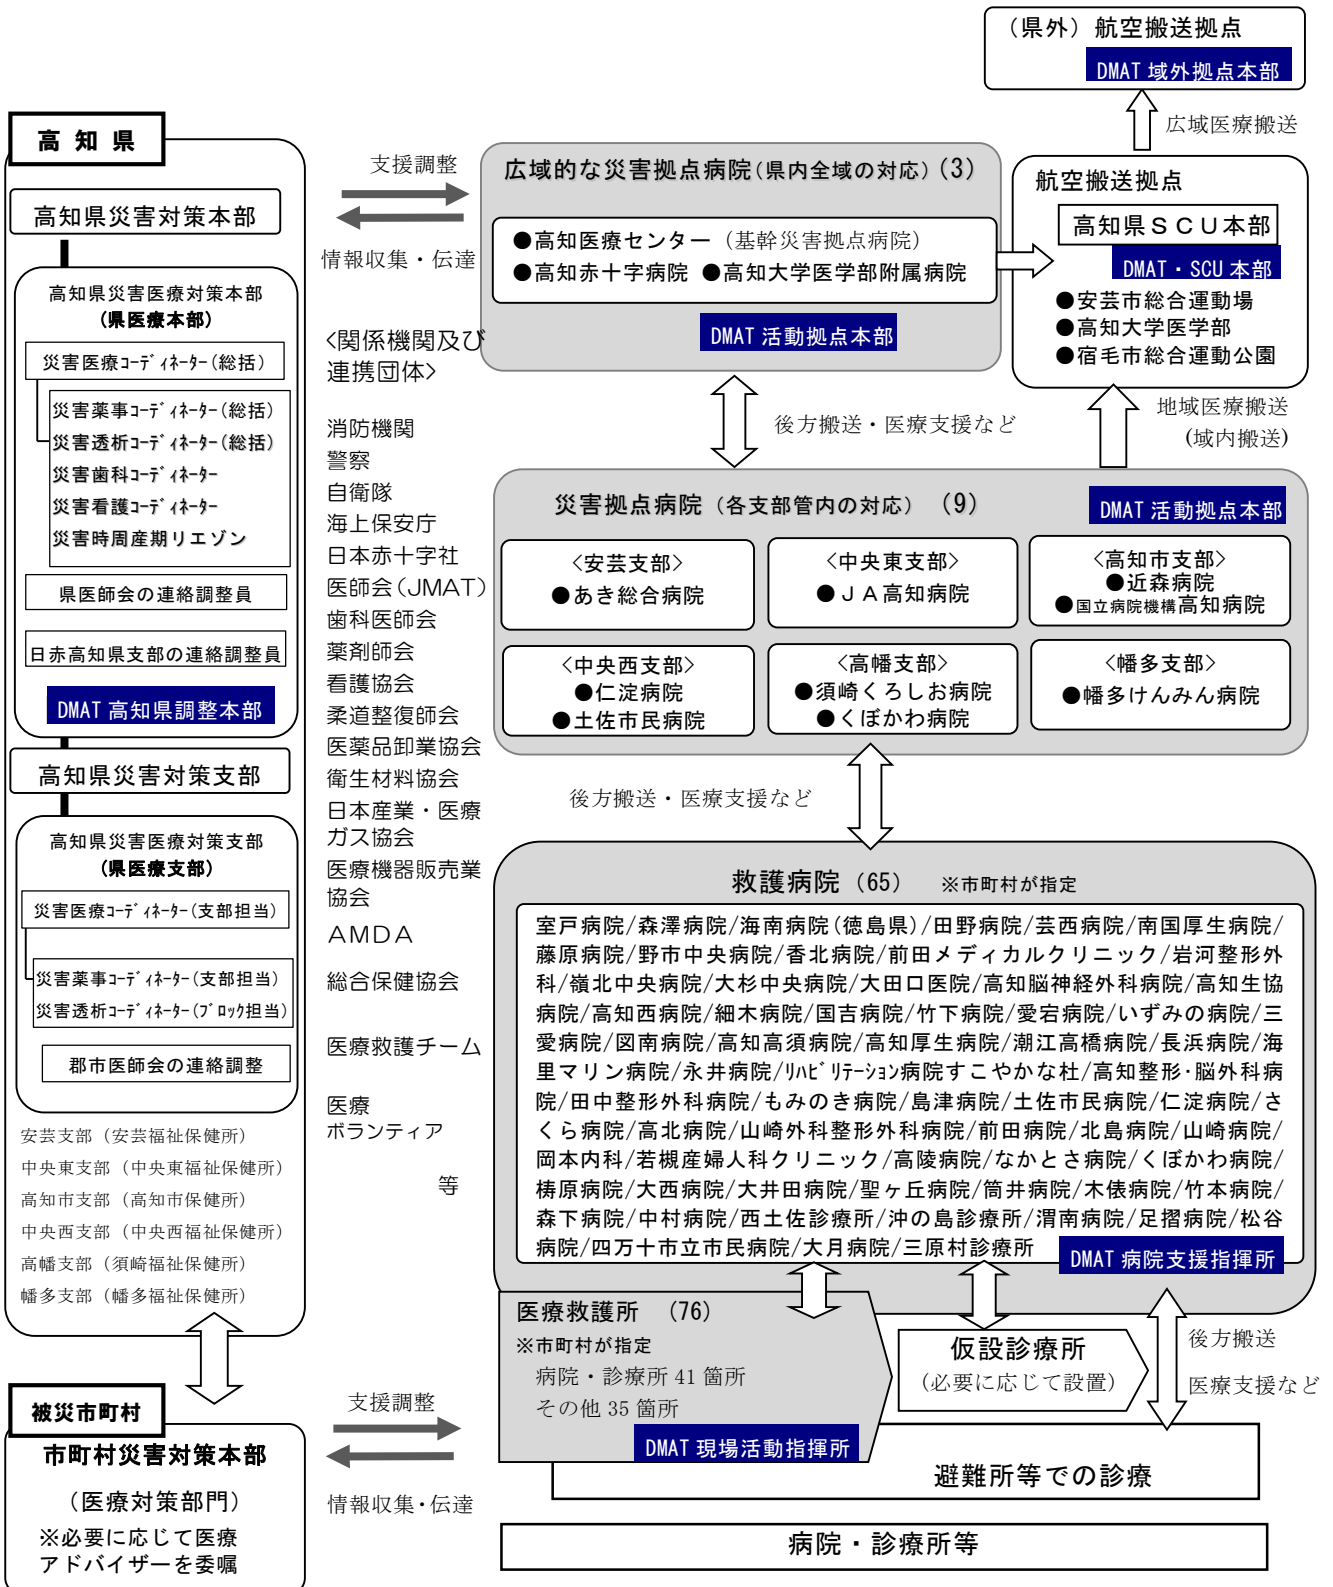 （県外）航空搬送拠点
DMAT 域外拠点本部
広域医療搬送
高 知 県
高知県災害対策本部
高知県災害医療対策本部
(県医療本部)
災害医療ｺｰﾃﾞｨﾈｰﾀｰ(総括)
災害薬事ｺｰﾃﾞｨﾈｰﾀｰ(総括)
災害透析ｺｰﾃﾞｨﾈｰﾀｰ(総括)
災害歯科ｺｰﾃﾞｨﾈｰﾀｰ
災害看護ｺｰﾃﾞｨﾈｰﾀｰ
災害時周産期リエゾン
県医師会の連絡調整員
日赤高知県支部の連絡調整員
DMAT 高知県調整本部
高知県災害対策支部
高知県災害医療対策支部
(県医療支部)
災害医療ｺｰﾃﾞｨﾈｰﾀｰ(支部担当)
災害薬事ｺｰﾃﾞｨﾈｰﾀｰ(支部担当)
災害透析ｺｰﾃﾞｨﾈｰﾀｰ(ﾌﾞﾛｯｸ担当)
郡市医師会の連絡調整
安芸支部（安芸福祉保健所）
中央東支部（中央東福祉保健所）
高知市支部（高知市保健所）
中央西支部（中央西福祉保健所）
高幡支部（須崎福祉保健所）
幡多支部（幡多福祉保健所）
被災市町村
市町村災害対策本部
（医療対策部門）
※必要に応じて医療
アドバイザーを委嘱
支援調整
情報収集・伝達
<関係機関及び
連携団体>
消防機関
警察
自衛隊
海上保安庁
日本赤十字社
医師会(JMAT)
歯科医師会
薬剤師会
看護協会
柔道整復師会
医薬品卸業協会
衛生材料協会
日本産業・医療
ガス協会
医療機器販売業
協会
AMDA
総合保健協会
医療救護チーム
医療
ボランティア
等
支援調整
情報収集・伝達
広域的な災害拠点病院(県内全域の対応)(3)
●高知医療センター（基幹災害拠点病院）
●高知赤十字病院 ●高知大学医学部附属病院
DMAT 活動拠点本部
航空搬送拠点
高知県ＳＣＵ本部
DMAT・SCU 本部
●安芸市総合運動場
●高知大学医学部
●宿毛市総合運動公園
後方搬送・医療支援など
地域医療搬送
(域内搬送)
災害拠点病院（各支部管内の対応）（9）
DMAT 活動拠点本部
<安芸支部>
●あき総合病院
<中央東支部>
●ＪＡ高知病院
<高知市支部>
●近森病院
●国立病院機構高知病院
<中央西支部>
●仁淀病院
●土佐市民病院
<高幡支部>
●須崎くろしお病院
●くぼかわ病院
<幡多支部>
●幡多けんみん病院
後方搬送・医療支援など
救護病院（65） ※市町村が指定
室戸病院/森澤病院/海南病院(徳島県)/田野病院/芸西病院/南国厚生病院/
藤原病院/野市中央病院/香北病院/前田メディカルクリニック/岩河整形外
科/嶺北中央病院/大杉中央病院/大田口医院/高知脳神経外科病院/高知生協
病院/高知西病院/細木病院/国吉病院/竹下病院/愛宕病院/いずみの病院/三
愛病院/図南病院/高知高須病院/高知厚生病院/潮江高橋病院/長浜病院/海
里マリン病院/永井病院/ﾘﾊﾋﾞﾘﾃｰｼｮﾝ病院すこやかな杜/高知整形･脳外科病
院/田中整形外科病院/もみのき病院/島津病院/土佐市民病院/仁淀病院/さ
くら病院/高北病院/山崎外科整形外科病院/前田病院/北島病院/山崎病院/
岡本内科/若槻産婦人科クリニック/高陵病院/なかとさ病院/くぼかわ病院/
梼原病院/大西病院/大井田病院/聖ヶ丘病院/筒井病院/木俵病院/竹本病院/
森下病院/中村病院/西土佐診療所/沖の島診療所/渭南病院/足摺病院/松谷
病院/四万十市立市民病院/大月病院/三原村診療所
DMAT 病院支援指揮所
医療救護所 （76）
※市町村が指定
病院・診療所 41 箇所
その他 35 箇所
DMAT 現場活動指揮所
仮設診療所
(必要に応じて設置)
後方搬送
医療支援など
避難所等での診療
病院・診療所等